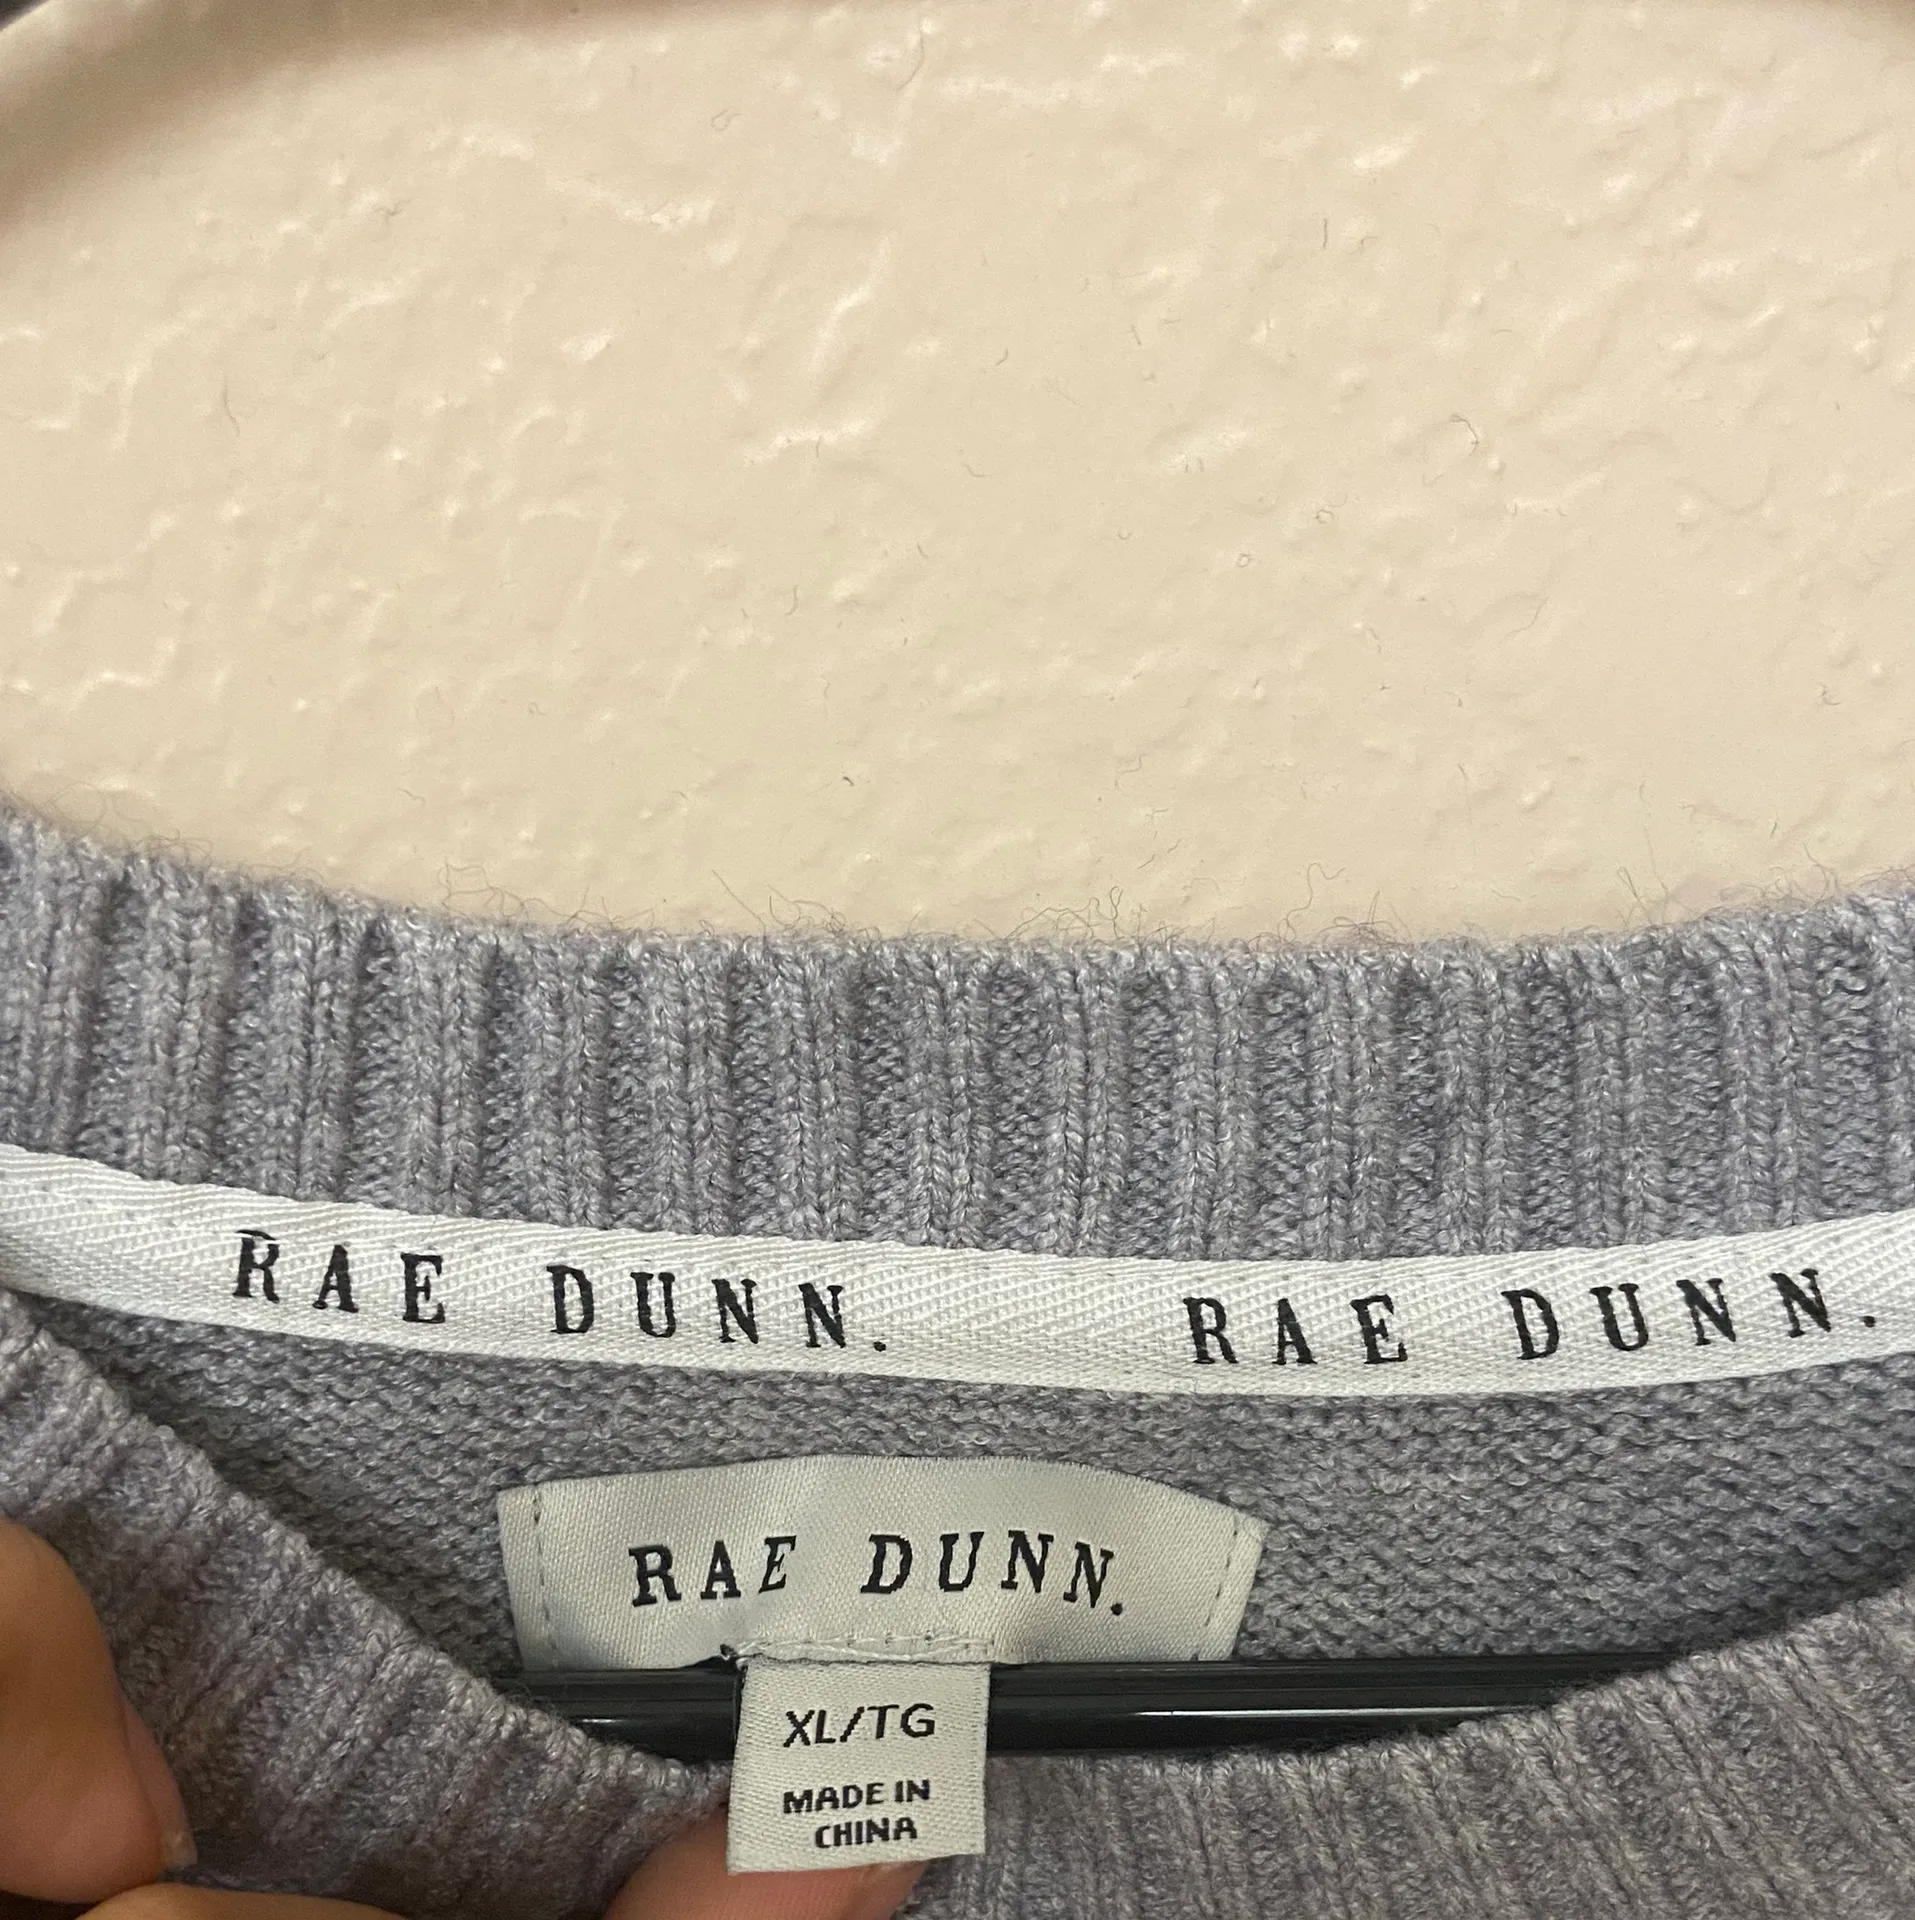 RAE DUNN. RAE DUNN.
RAE DUNN.
XL/TG
MADE IN
CHINA